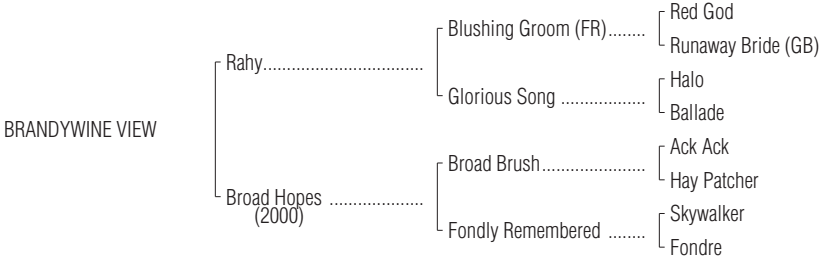 Red God
Blushing Groom (FR)........
Runaway Bride (GB)
Rahy................................
Halo
Glorious Song ..................
Ballade
BRANDYWINE VIEW
Ack Ack
Broad Brush......................
Hay Patcher
Broad Hopes ...................
(2000)
Skywalker
Fondly Remembered ........
Fondre